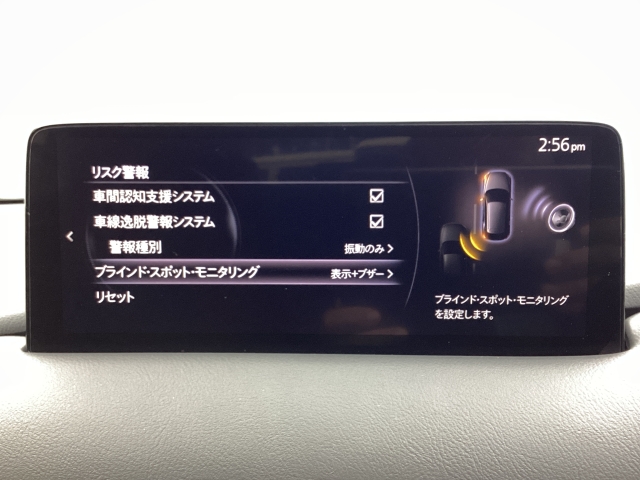 2:56pm
リスク警報
車間認知支援システム
車線逸脱警報システム
警報種別 振動のみ
ブラインド・スポット・モニタリング 表示+ブザー
リセット
ブラインド・スポット・モニタリング
を設定します。